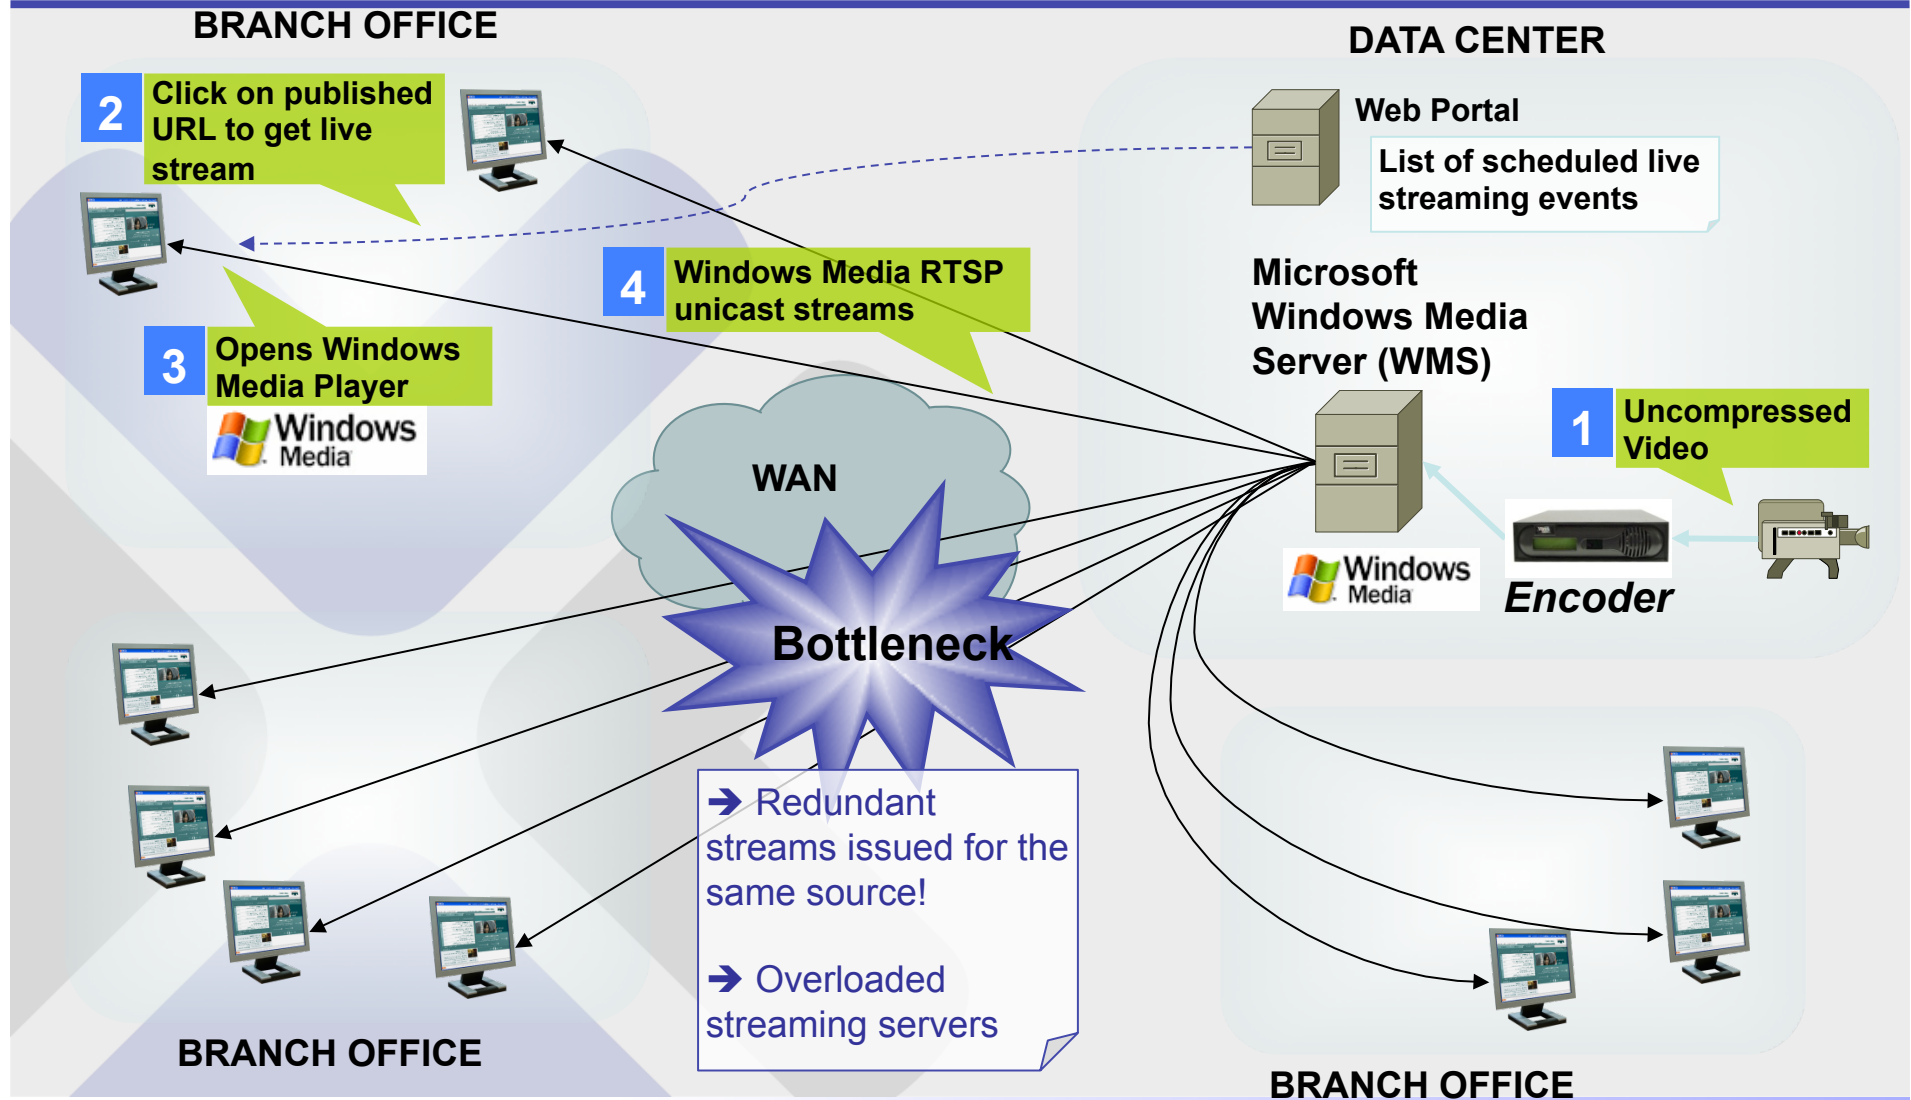 BRANCH OFFICE
DATA CENTER
2
Click on published
URL to get live
stream
Web Portal
List of scheduled live
streaming events
4
Windows Media RTSP
unicast streams
Microsoft
Windows Media
Server (WMS)
3
Opens Windows
Media Player
Windows
Media
1
Uncompressed
Video
WAN
Windows
Media
Encoder
Bottleneck
➔ Redundant
streams issued for the
same source!
➔ Overloaded
streaming servers
BRANCH OFFICE
BRANCH OFFICE